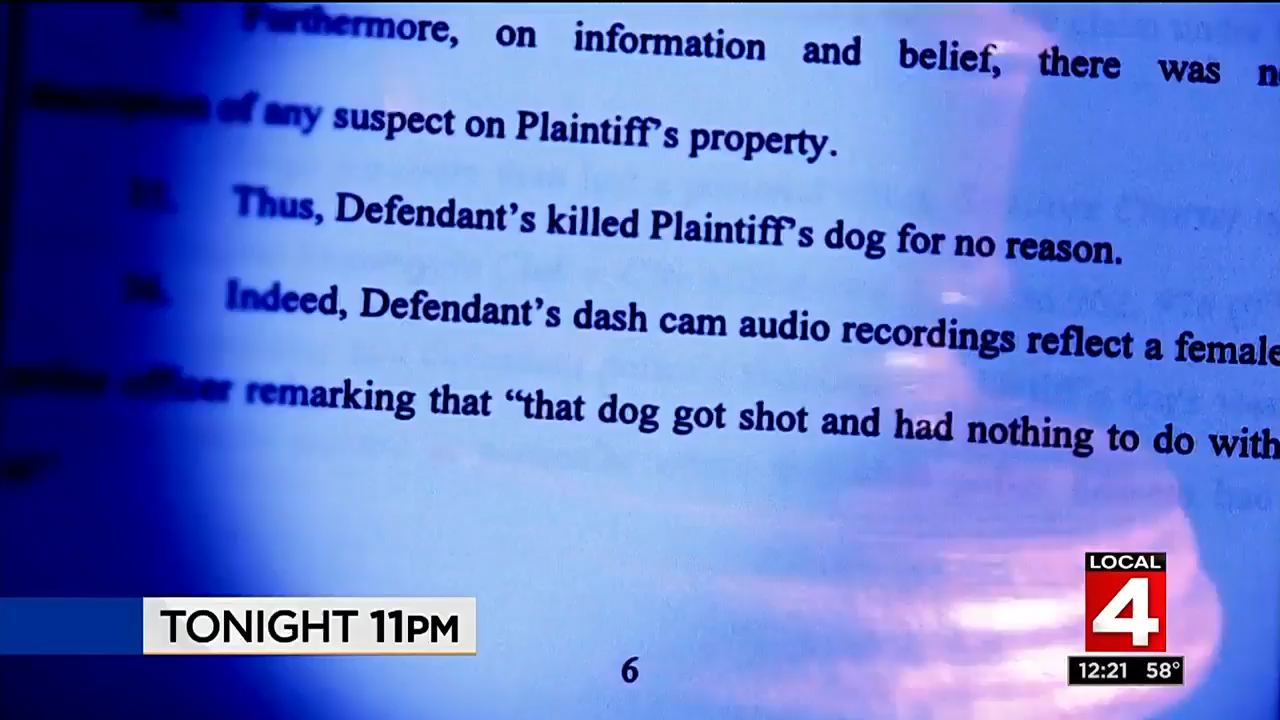 Furthermore, on information and belief, there was
of any suspect on Plaintiff's property.
Thus, Defendant's killed Plaintiff's dog for no reason.
Indeed, Defendant's dash cam audio recordings reflect a female
officer remarking that “that dog got shot and had nothing to do with
6
TONIGHT 11PM
LOCAL
4
12:21 58°